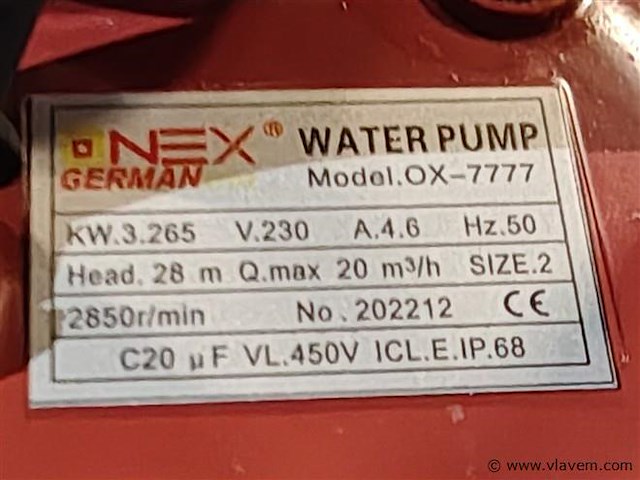 ONEX® WATER PUMP
GERMAN Model.OX-7777
KW.3.265 V.230 A.4.6 Hz.50
Head. 28 m Q.max 20 m³/h SIZE.2
2850r/min No.202212 CE
C20 µF VL.450V ICL.E.IP.68
© www.vlavem.com